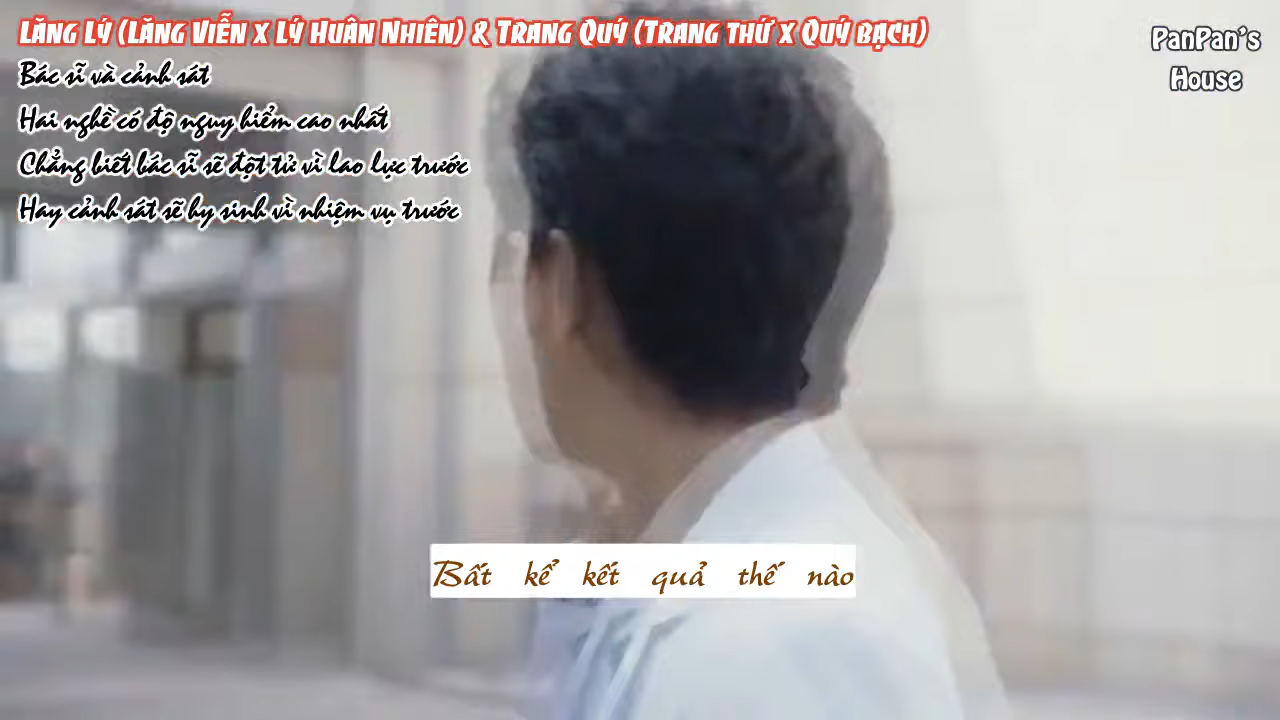 Lăng Lý (Lăng Viễn x Lý Huân Nhiên) & Trang Quý (Trang thứ x Quý bạch)
PanPan's
House
Bác sĩ và cảnh sát
Hai nghề có độ nguy hiểm cao nhất
Chẳng biết bác sĩ sẽ đột tử vì lao lực trước
Hay cảnh sát sẽ hy sinh vì nhiệm vụ trước
Bất kể kết quả thế nào